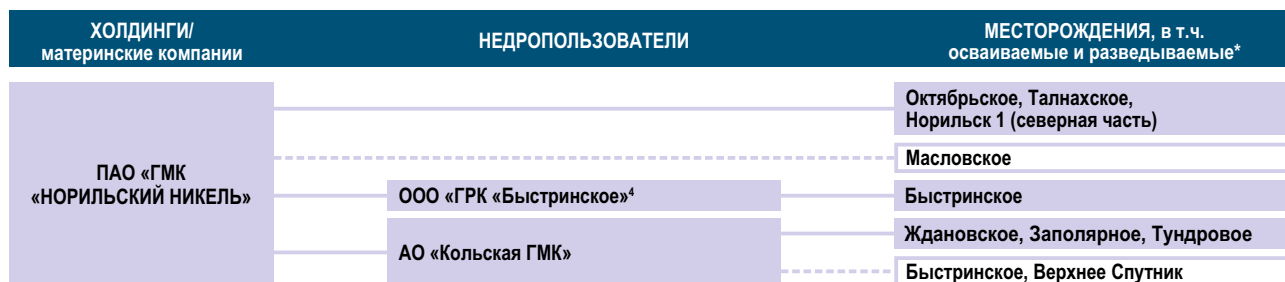 ХОЛДИНГИ/
материнские компании
НЕДРОПОЛЬЗОВАТЕЛИ
МЕСТОРОЖДЕНИЯ, в т.ч.
осваиваемые и разведываемые*
ПАО «ГМК
«НОРИЛЬСКИЙ НИКЕЛЬ»
Октябрьское, Талнахское,
Норильск 1 (северная часть)
Масловское
ООО «ГРК «Быстринское»⁴
Быстринское
АО «Кольская ГМК»
Ждановское, Заполярное, Тундровое
Быстринское, Верхнее Спутник